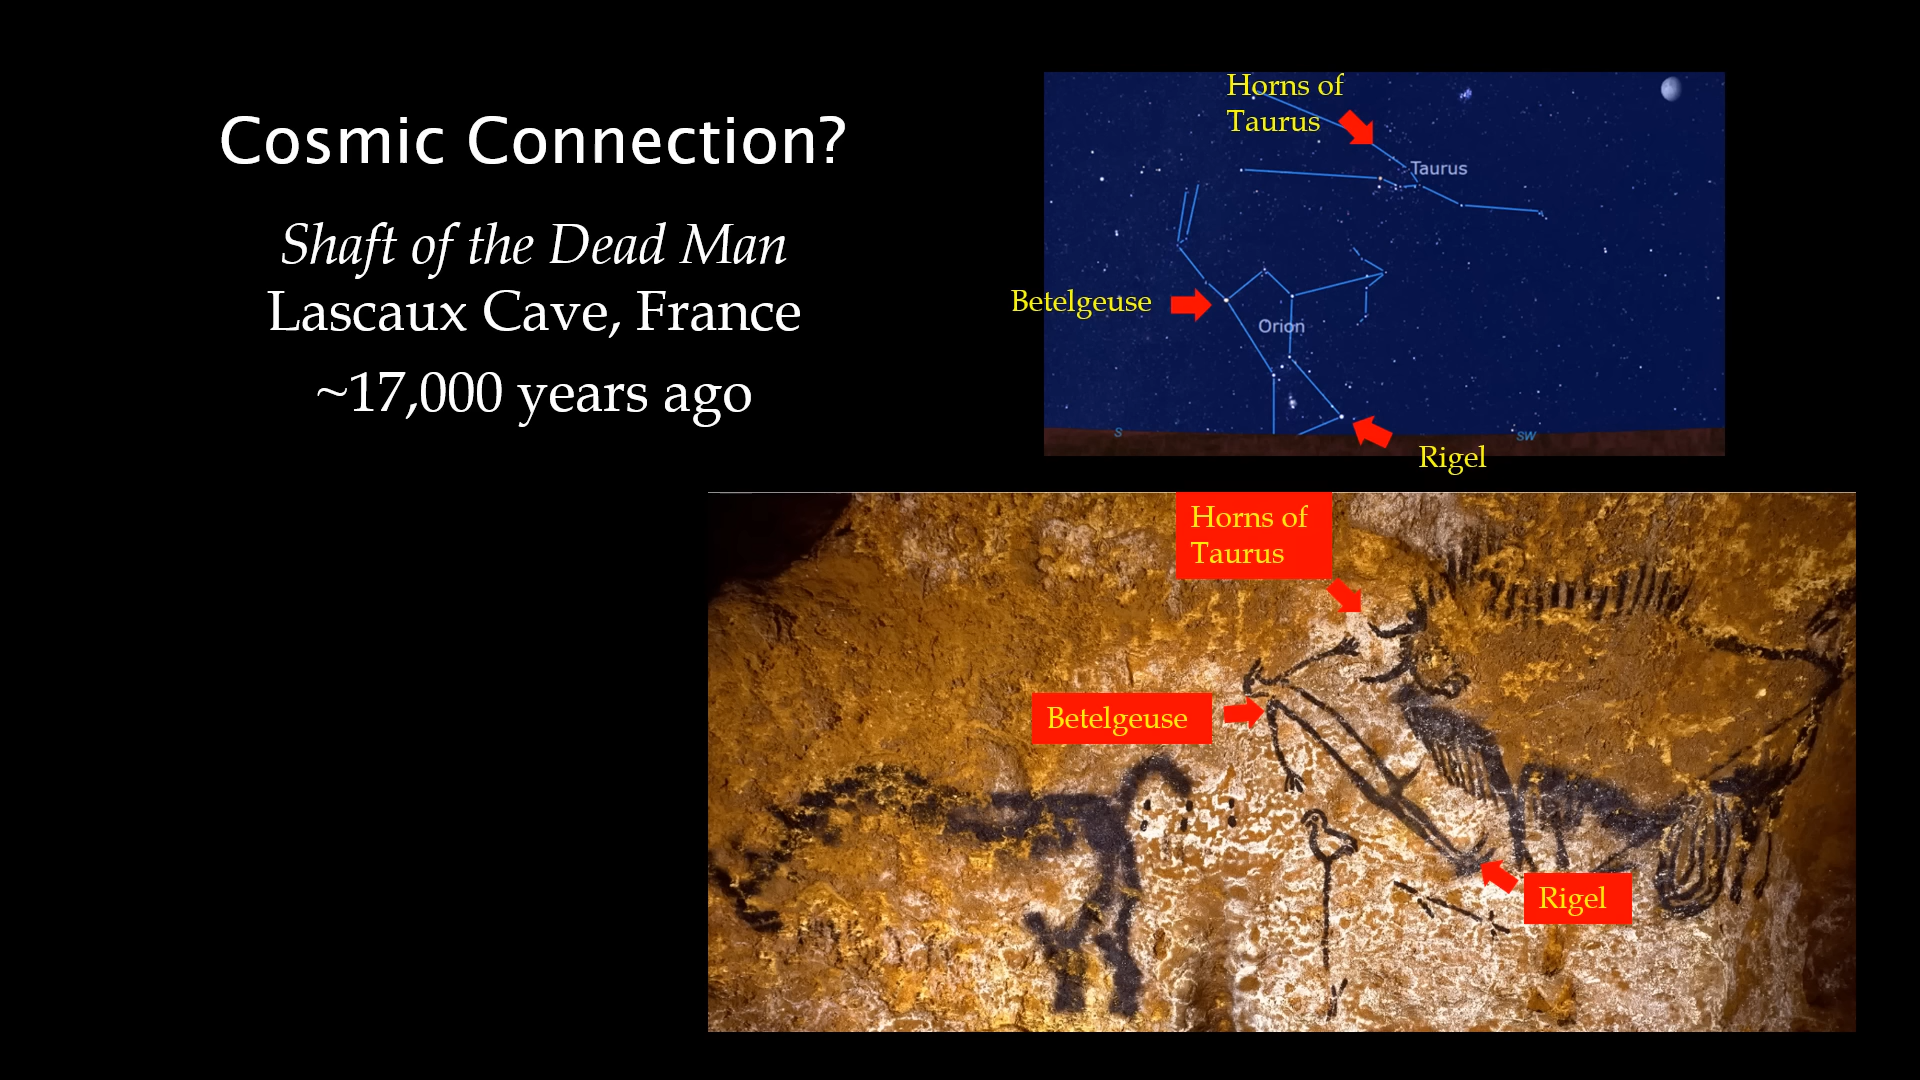 Cosmic Connection?
Shaft of the Dead Man
Lascaux Cave, France
~17,000 years ago
Horns of
Taurus
Taurus
Betelgeuse
Orion
S
SW
Rigel
Horns of
Taurus
Betelgeuse
Rigel